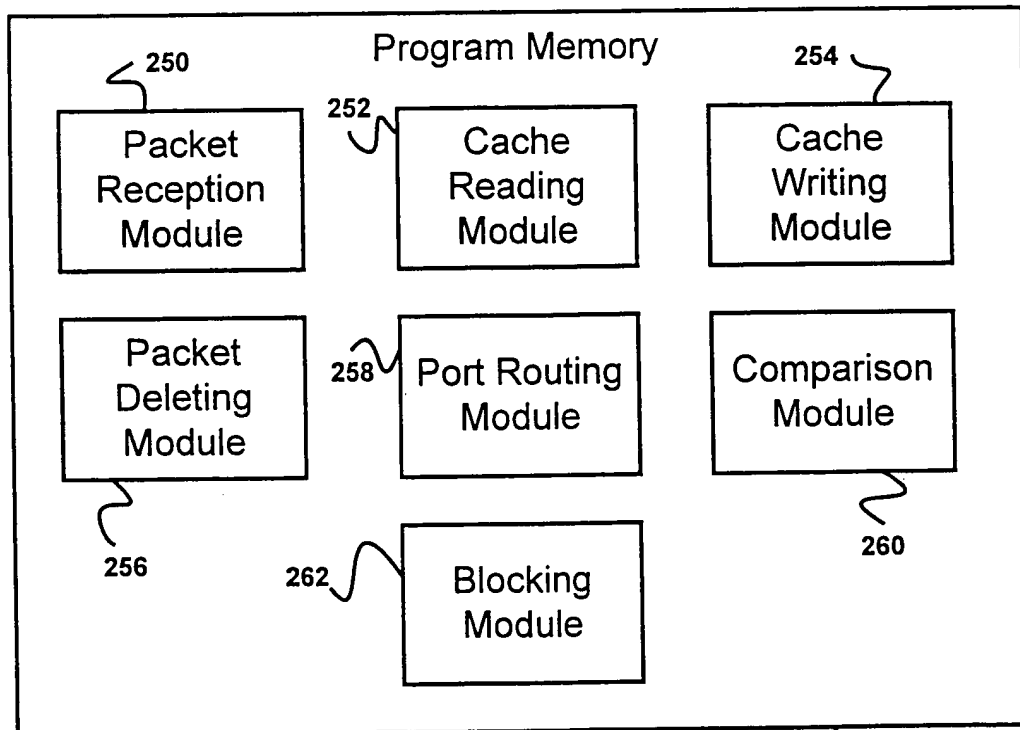 Program Memory
250
Packet
Reception
Module
252
Cache
Reading
Module
254
Cache
Writing
Module
Packet
Deleting
Module
256
258
Port Routing
Module
Comparison
Module
260
262
Blocking
Module